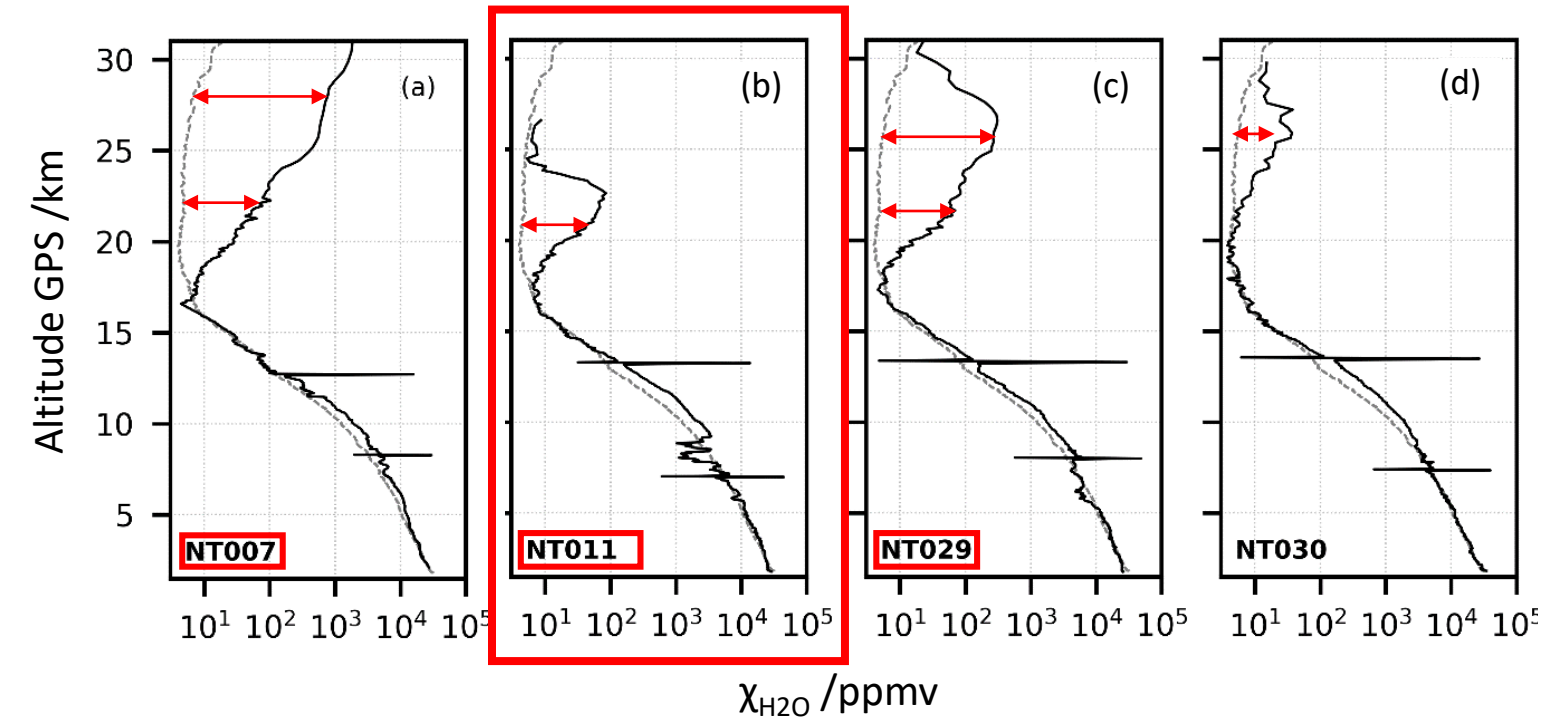 Altitude GPS /km
30
25
20
15
10
5
(a)
(b)
(c)
(d)
NT007
NT011
NT029
NT030
10¹ 10² 10³ 10⁴ 10⁵
10¹ 10² 10³ 10⁴ 10⁵
10¹ 10² 10³ 10⁴ 10⁵
10¹ 10² 10³ 10⁴ 10⁵
χH2O /ppmv